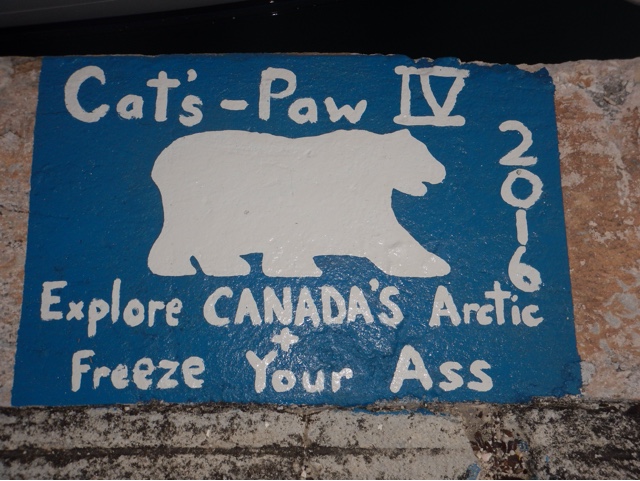 Cat's-Paw IV
2016
Explore CANADA'S Arctic
+
Freeze Your Ass